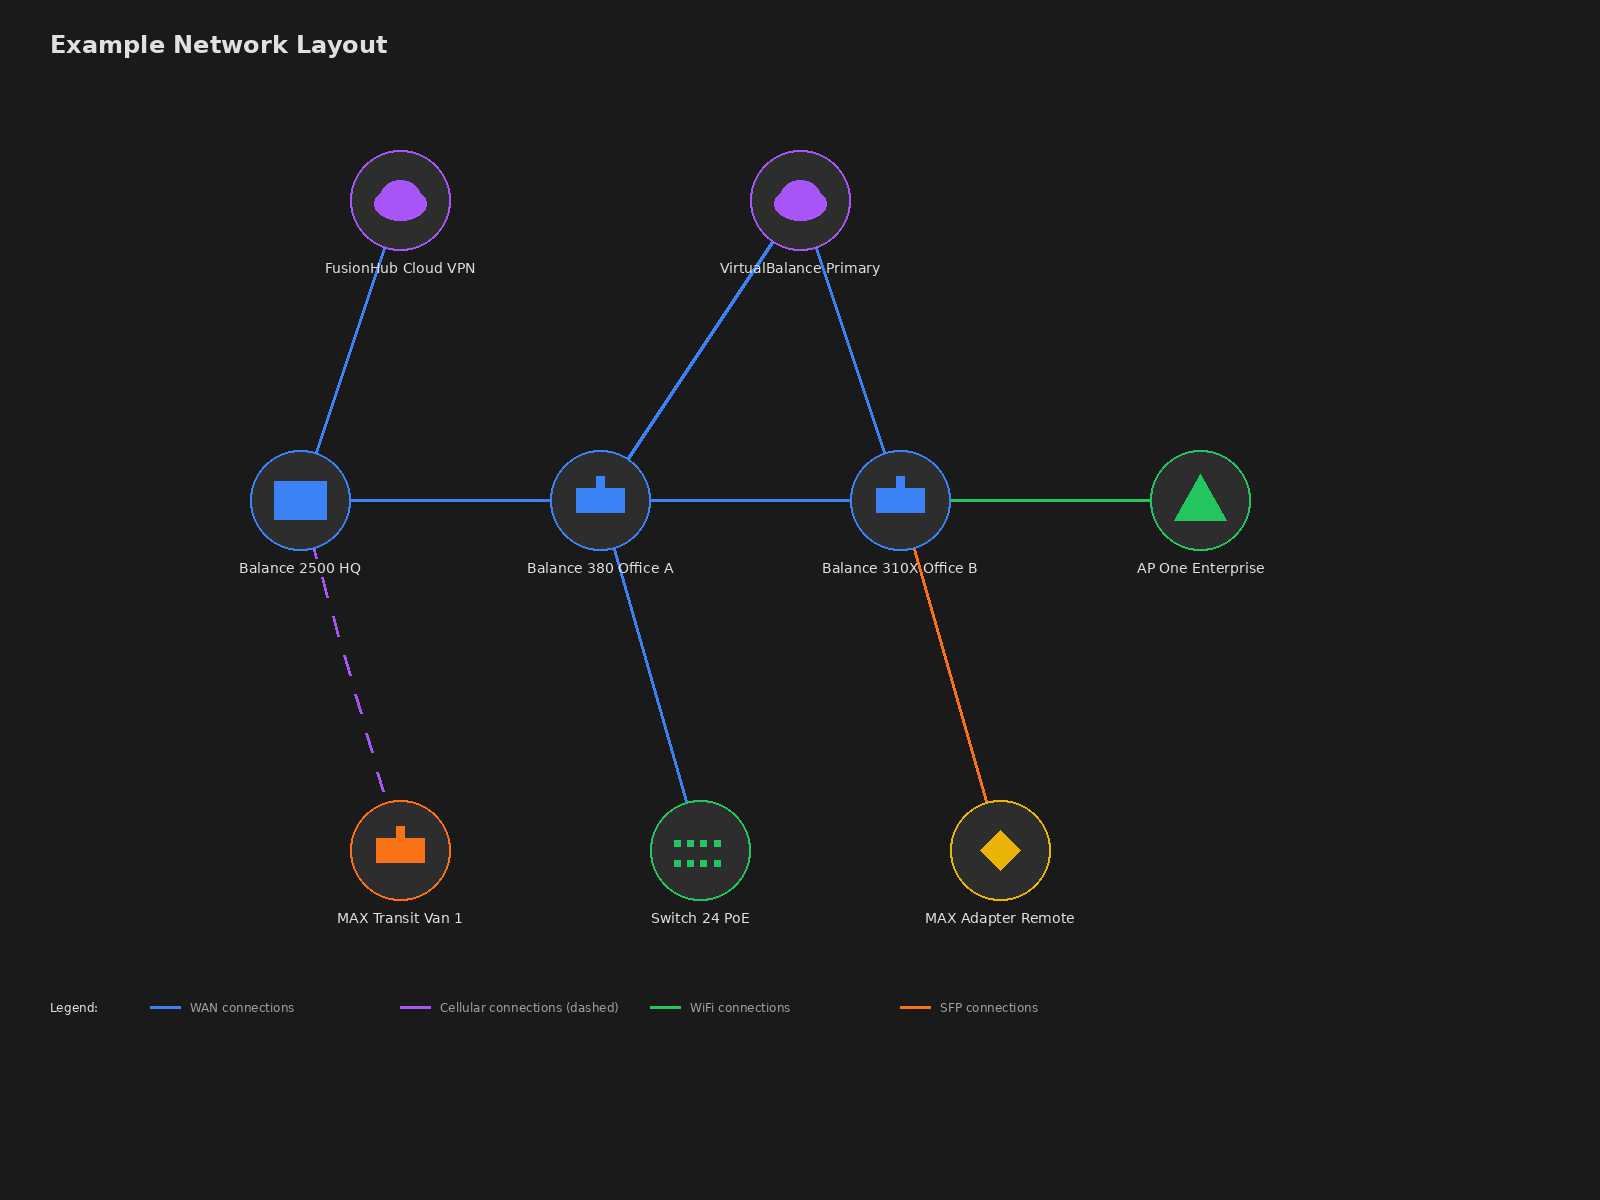 Example Network Layout
FusionHub Cloud VPN
VirtualBalance Primary
Balance 2500 HQ
Balance 380 Office A
Balance 310X Office B
AP One Enterprise
MAX Transit Van 1
Switch 24 PoE
MAX Adapter Remote
Legend:
WAN connections
Cellular connections (dashed)
WiFi connections
SFP connections